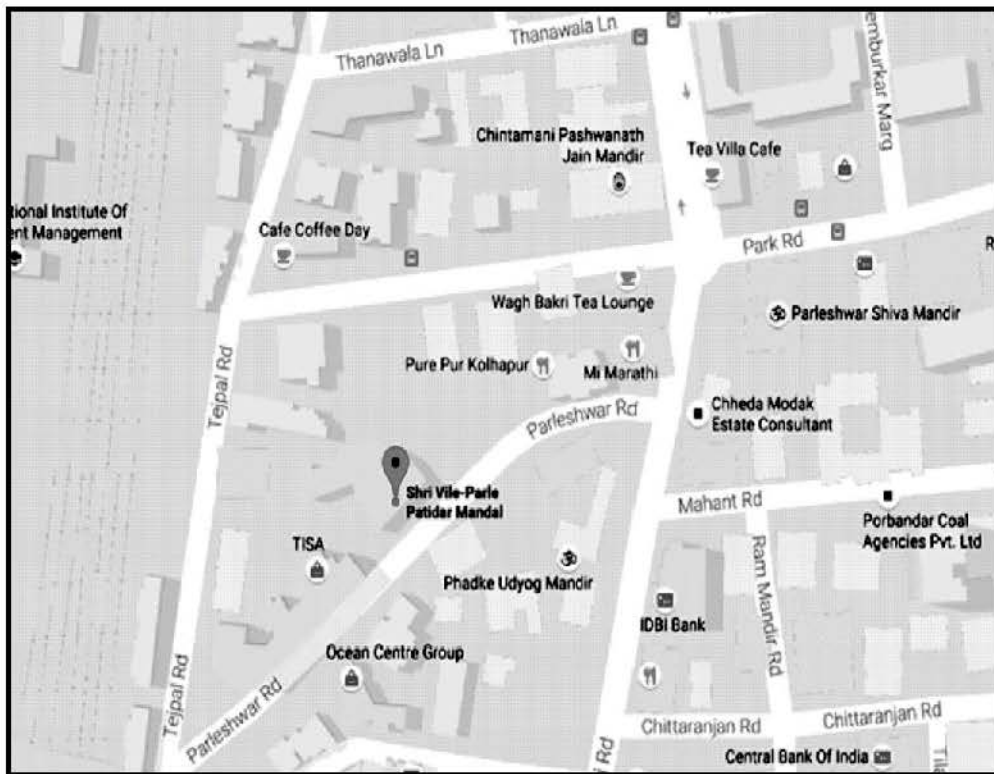 Thanawala Ln
Thanawala Ln
Chintamani Pashwanath
Jain Mandir
Tea Villa Cafe
emburkar Marg
tional Institute Of
ent Management
Cafe Coffee Day
Park Rd
R
Wagh Bakri Tea Lounge
Parleshwar Shiva Mandir
Pure Pur Kolhapur
Mi Marathi
Tejpal Rd
Parleshwar Rd
Chheda Modak
Estate Consultant
Shri Vile-Parle
Patidar Mandal
Mahant Rd
Porbandar Coal
Agencies Pvt. Ltd
TISA
Phadke Udyog Mandir
Ram Mandir Rd
IDBI Bank
Ocean Centre Group
Tejpal Rd
Parleshwar Rd
Chittaranjan Rd
Chittaranjan Rd
i Rd
Central Bank Of India
Tila